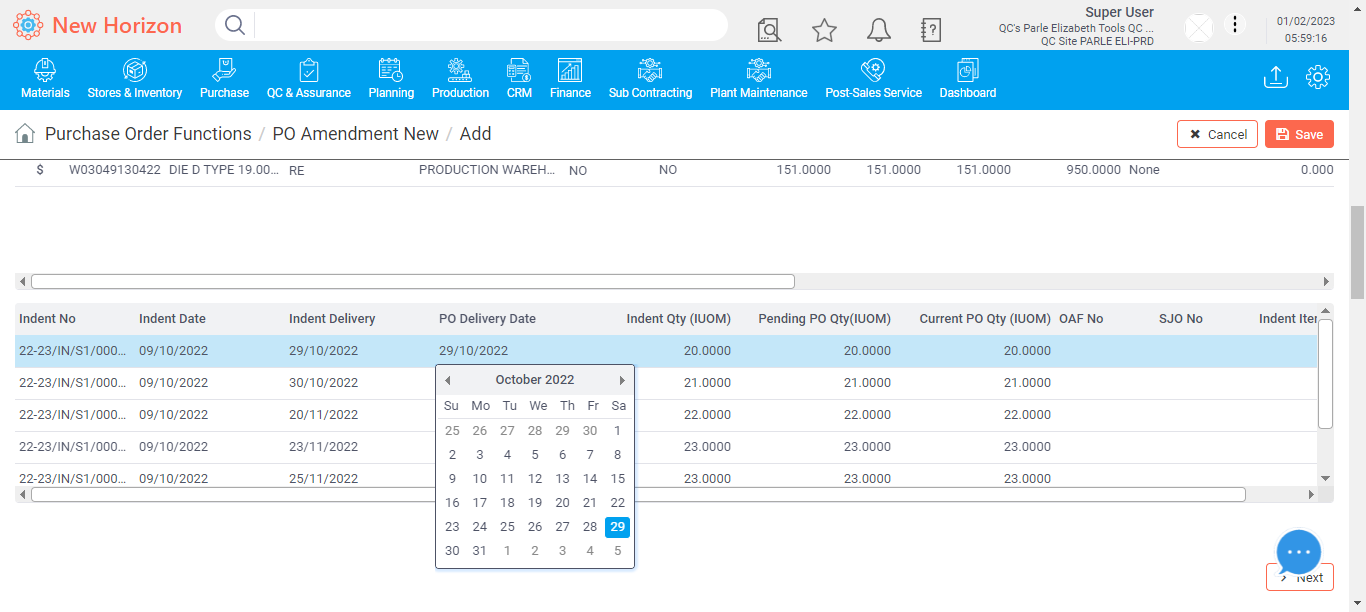 New Horizon
Super User
QC's Parle Elizabeth Tools QC ...
QC Site PARLE ELI-PRD
01/02/2023
05:59:16
Materials Stores & Inventory Purchase QC & Assurance Planning Production CRM Finance Sub Contracting Plant Maintenance Post-Sales Service Dashboard
Purchase Order Functions / PO Amendment New / Add
Cancel Save
$ W03049130422 DIE D TYPE 19.00... RE PRODUCTION WAREH... NO NO 151.0000 151.0000 151.0000 950.0000 None 0.000
Indent No Indent Date Indent Delivery PO Delivery Date Indent Qty (IUOM) Pending PO Qty(IUOM) Current PO Qty (IUOM) OAF No SJO No Indent Iter
22-23/IN/S1/000... 09/10/2022 29/10/2022 29/10/2022 20.0000 20.0000 20.0000
22-23/IN/S1/000... 09/10/2022 30/10/2022 21.0000 21.0000 21.0000
22-23/IN/S1/000... 09/10/2022 20/11/2022 22.0000 22.0000 22.0000
22-23/IN/S1/000... 09/10/2022 23/11/2022 23.0000 23.0000 23.0000
22-23/IN/S1/000... 09/10/2022 25/11/2022 23.0000 23.0000 23.0000
October 2022
Su Mo Tu We Th Fr Sa
25 26 27 28 29 30 1
2 3 4 5 6 7 8
9 10 11 12 13 14 15
16 17 18 19 20 21 22
23 24 25 26 27 28 29
30 31 1 2 3 4 5
Next